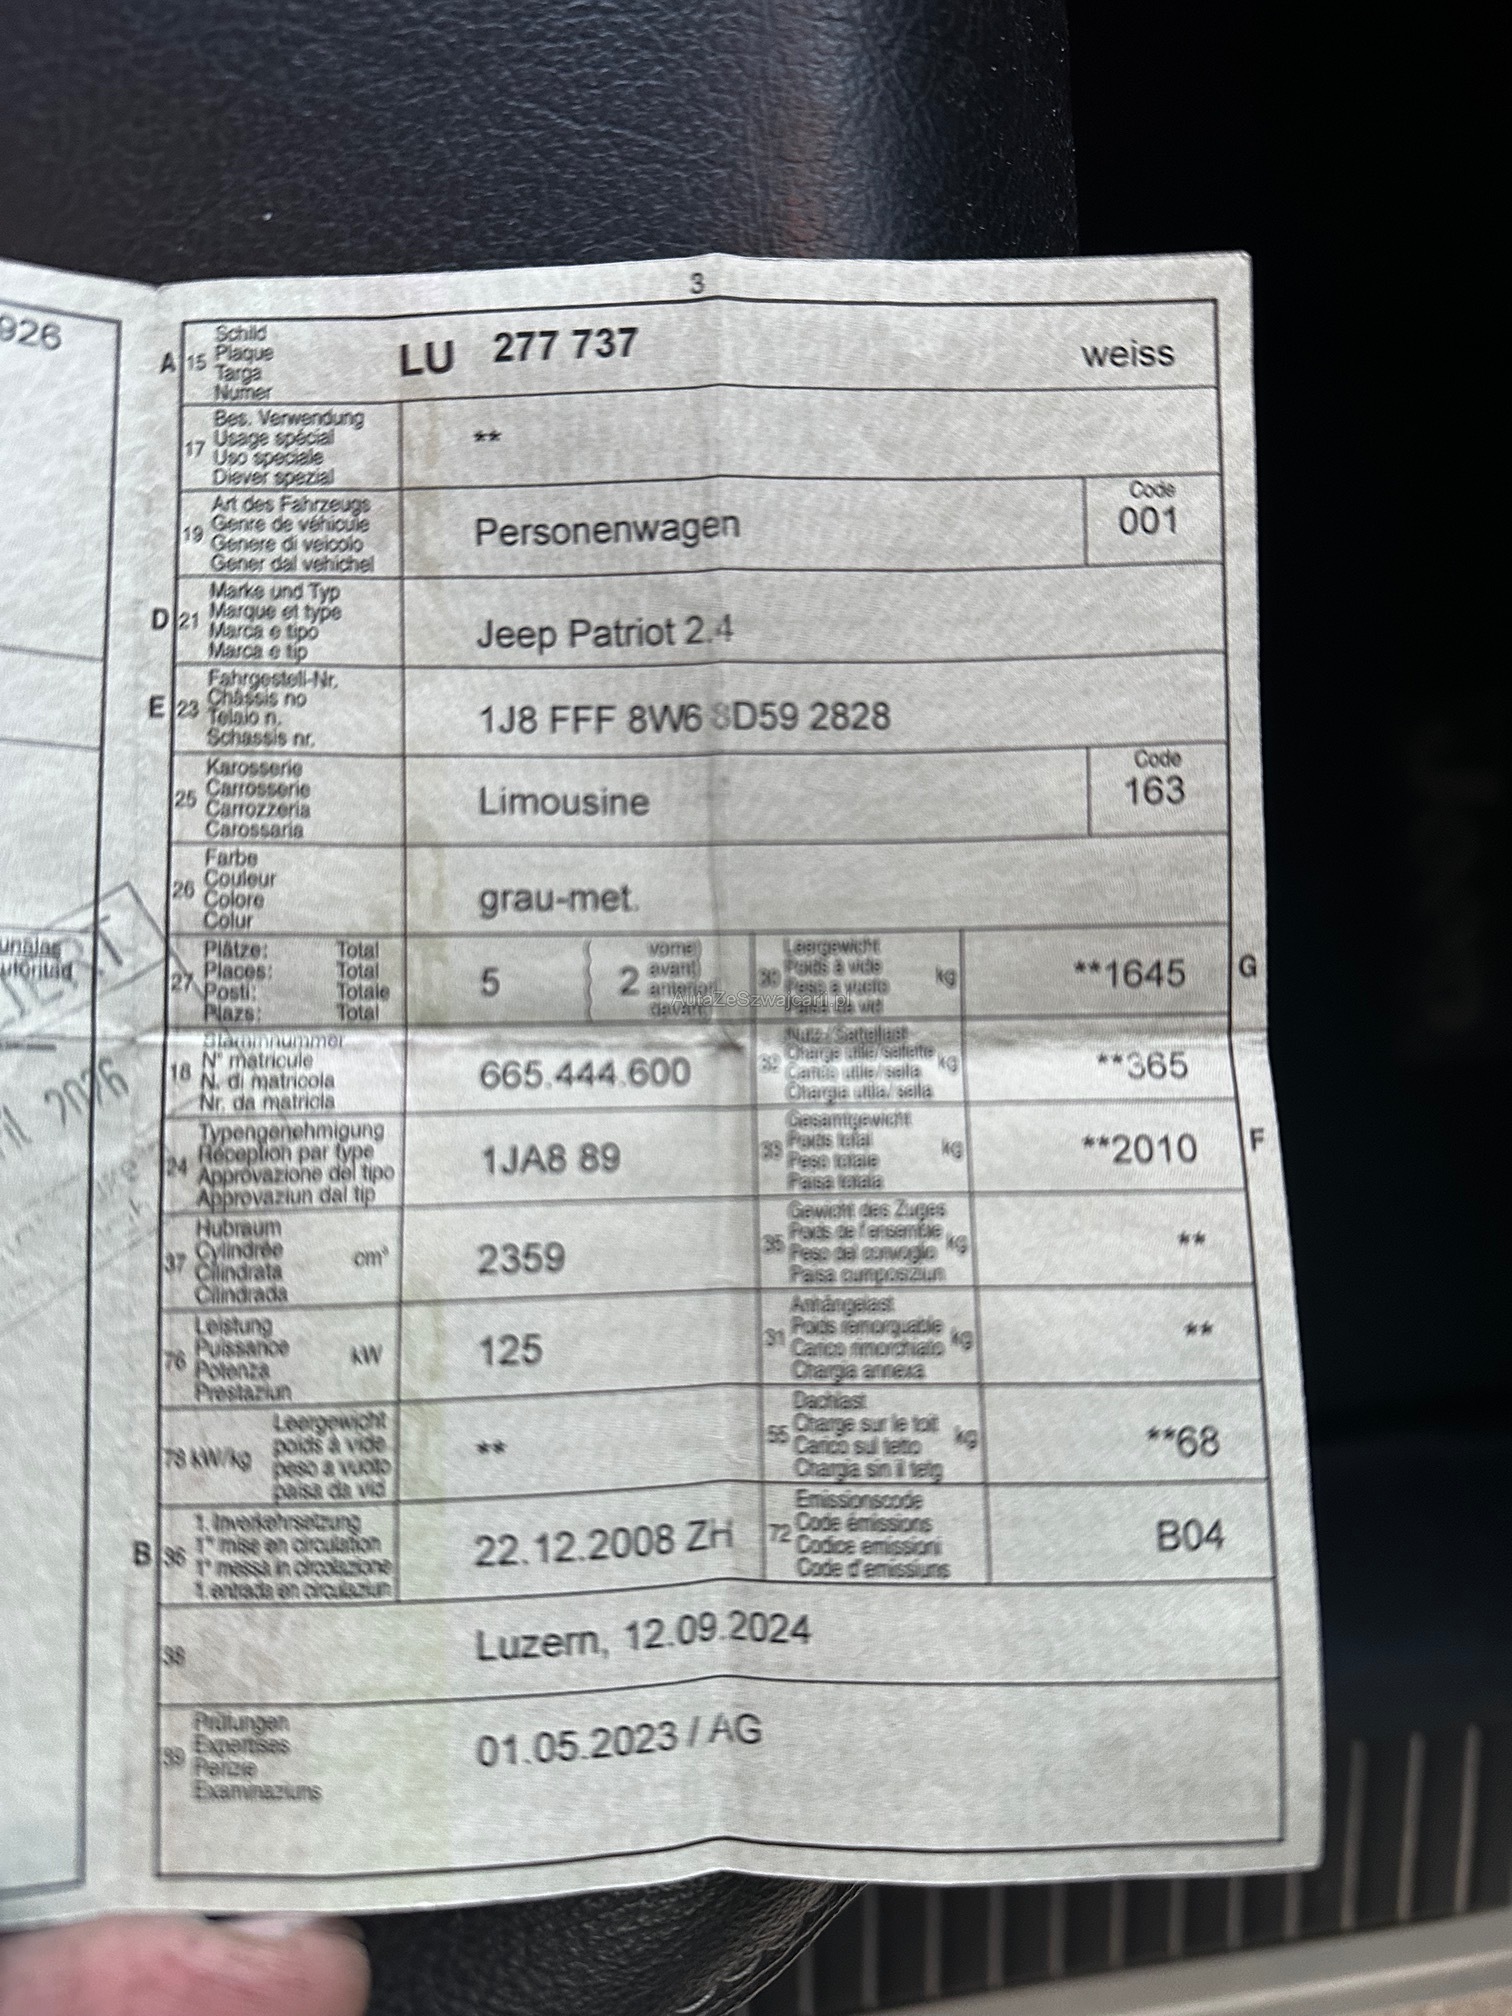 3
926
A 15 Schild
Plaque
Targa
Numer
LU 277 737 weiss
17 Bes. Verwendung
Usage spécial
Uso speciale
Diever spezial
**
19 Art des Fahrzeugs
Genre de véhicule
Genere di veicolo
Gener dal vehichel
Personenwagen
Code
001
D 21 Marke und Typ
Marque et type
Marca e tipo
Marca e tip
Jeep Patriot 2.4
E 23 Fahrgestell-Nr.
Châssis no
Telaio n.
Schassis nr.
1J8 FFF 8W6 8D59 2828
25 Karosserie
Carrosserie
Carrozzeria
Carossaria
Limousine
Code
163
26 Farbe
Couleur
Colore
Colur
grau-met.
27 Plätze: Total
Places: Total
Posti: Totale
Plazs: Total
5 2 vorne)
avant)
anteriori
davant)
30 Leergewicht
Poids à vide
Peso a vuoto
Paisa da vid
kg **1645 G
AutaZeSzwajcarii.pl
18 Stammnummer
N° matricule
N. di matricola
Nr. da matricla
665.444.600
32 Nutz-/Sattellast
Charge utile/sellette
Carico utile/sella
Chargia utila/sella
kg **365
24 Typengenehmigung
Réception par type
Approvazione del tipo
Approvaziun dal tip
1JA8 89
33 Gesamtgewicht
Poids total
Peso totale
Paisa totala
kg **2010 F
37 Hubraum
Cylindrée
Cilindrata
Cilindrada
cm³ 2359
35 Gewicht des Zuges
Poids de l'ensemble
Peso del convoglio
Paisa cumposiziun
kg **
76 Leistung
Puissance
Potenza
Prestaziun
kW 125
31 Anhängelast
Poids remorquable
Carico rimorchiato
Chargia annexa
kg **
78 kW/kg Leergewicht
poids à vide
peso a vuoto
paisa da vid
**
55 Dachlast
Charge sur le toit
Carico sul tetto
Chargia sin il tetg
kg **68
B 36 1. Inverkehrsetzung
1re mise en circulation
1a messa in circolazione
1. entrada en circulaziun
22.12.2008 ZH
72 Emissionscode
Code émissions
Codice emissioni
Code d'emissiuns
B04
38 Luzern, 12.09.2024
39 Prüfungen
Expertises
Perizie
Examinaziuns
01.05.2023 / AG
2026